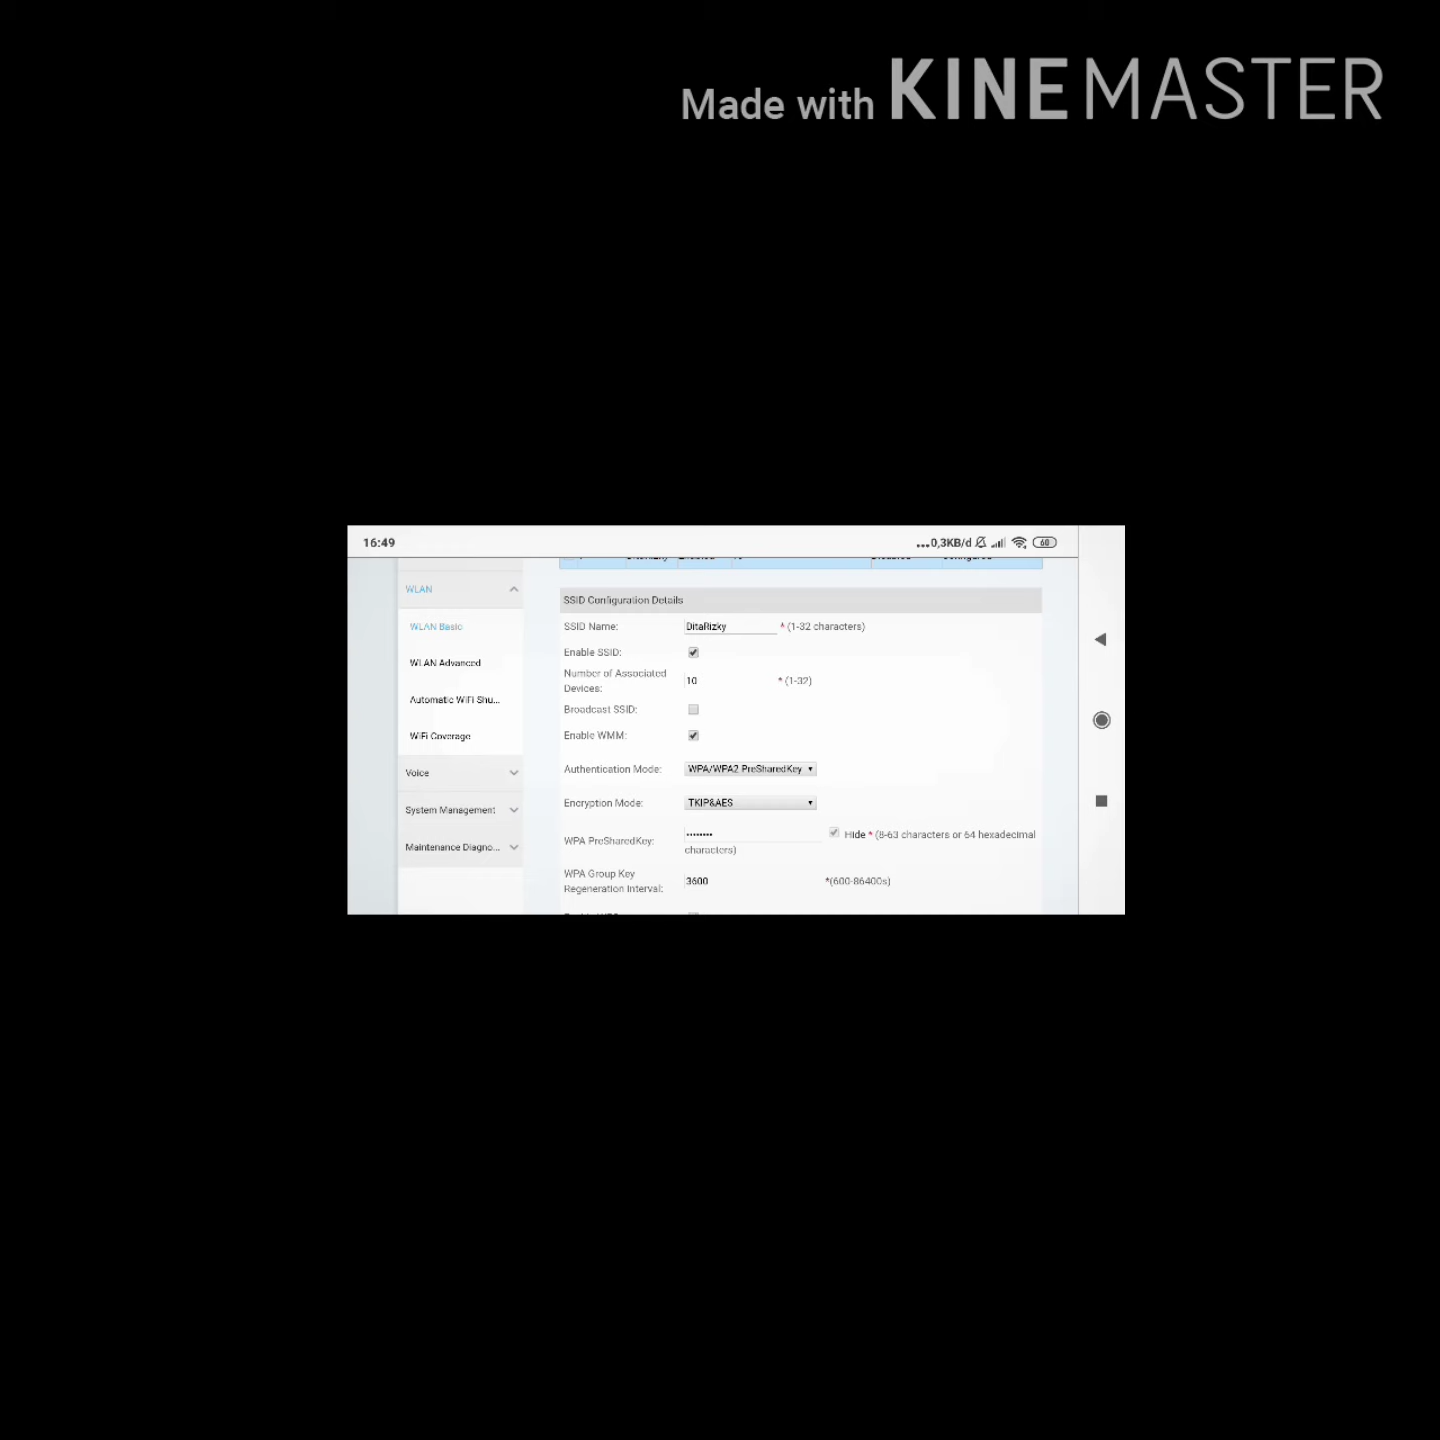 Made with KINEMASTER
16:49
...0,3KB/d
60
WLAN
WLAN Basic
WLAN Advanced
Automatic WiFi Shu...
WiFi Coverage
Voice
System Management
Maintenance Diagno...
SSID Configuration Details
SSID Name: DitaRizky * (1-32 characters)
Enable SSID:
Number of Associated Devices: 10 * (1-32)
Broadcast SSID:
Enable WMM:
Authentication Mode: WPA/WPA2 PreSharedKey
Encryption Mode: TKIP&AES
WPA PreSharedKey: •••••••• Hide * (8-63 characters or 64 hexadecimal
characters)
WPA Group Key
Regeneration Interval: 3600 *(600-86400s)